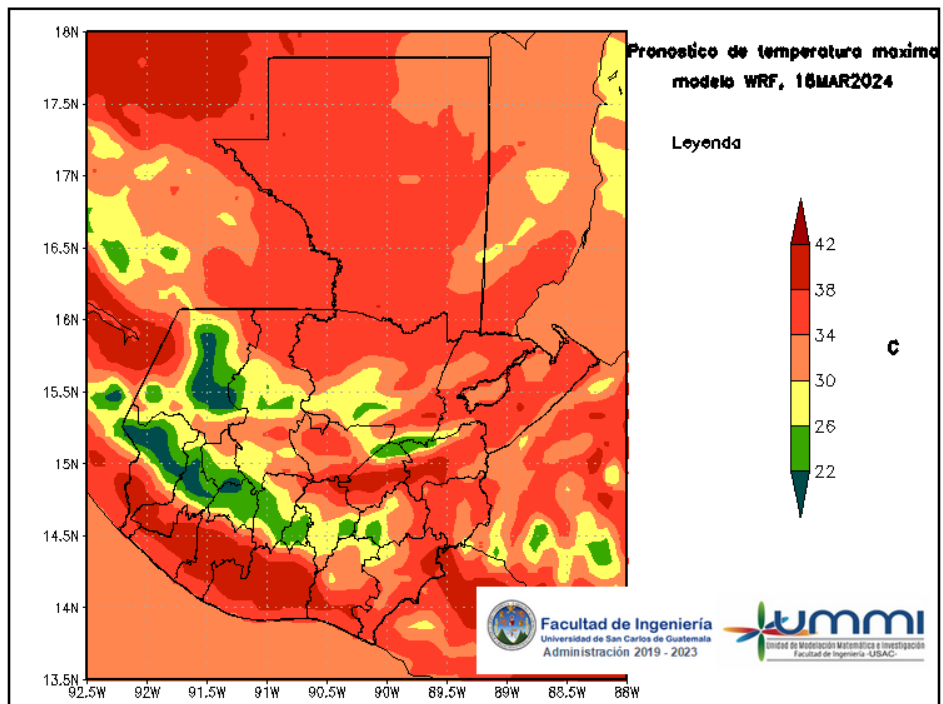 Pronostico de temperatura maxima
modelo WRF, 18MAR2024
Leyenda
42
38
34
30
26
22
C
18N
17.5N
17N
16.5N
16N
15.5N
15N
14.5N
14N
13.5N
92.5W
92W
91.5W
91W
90.5W
90W
89.5W
89W
88.5W
88W
Facultad de Ingeniería
Universidad de San Carlos de Guatemala
Administración 2019 - 2023
UMMI
Unidad de Modelación Matemática e Investigación
Facultad de Ingeniería -USAC-